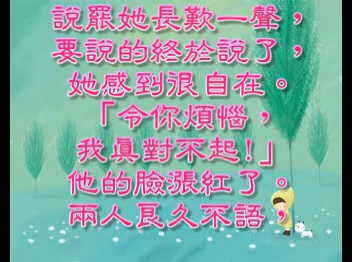 說罷她長歎一聲，
要說的終於說了，
她感到很自在。
「令你煩惱，
我真對不起!」
他的臉漲紅了。
兩人良久不語，